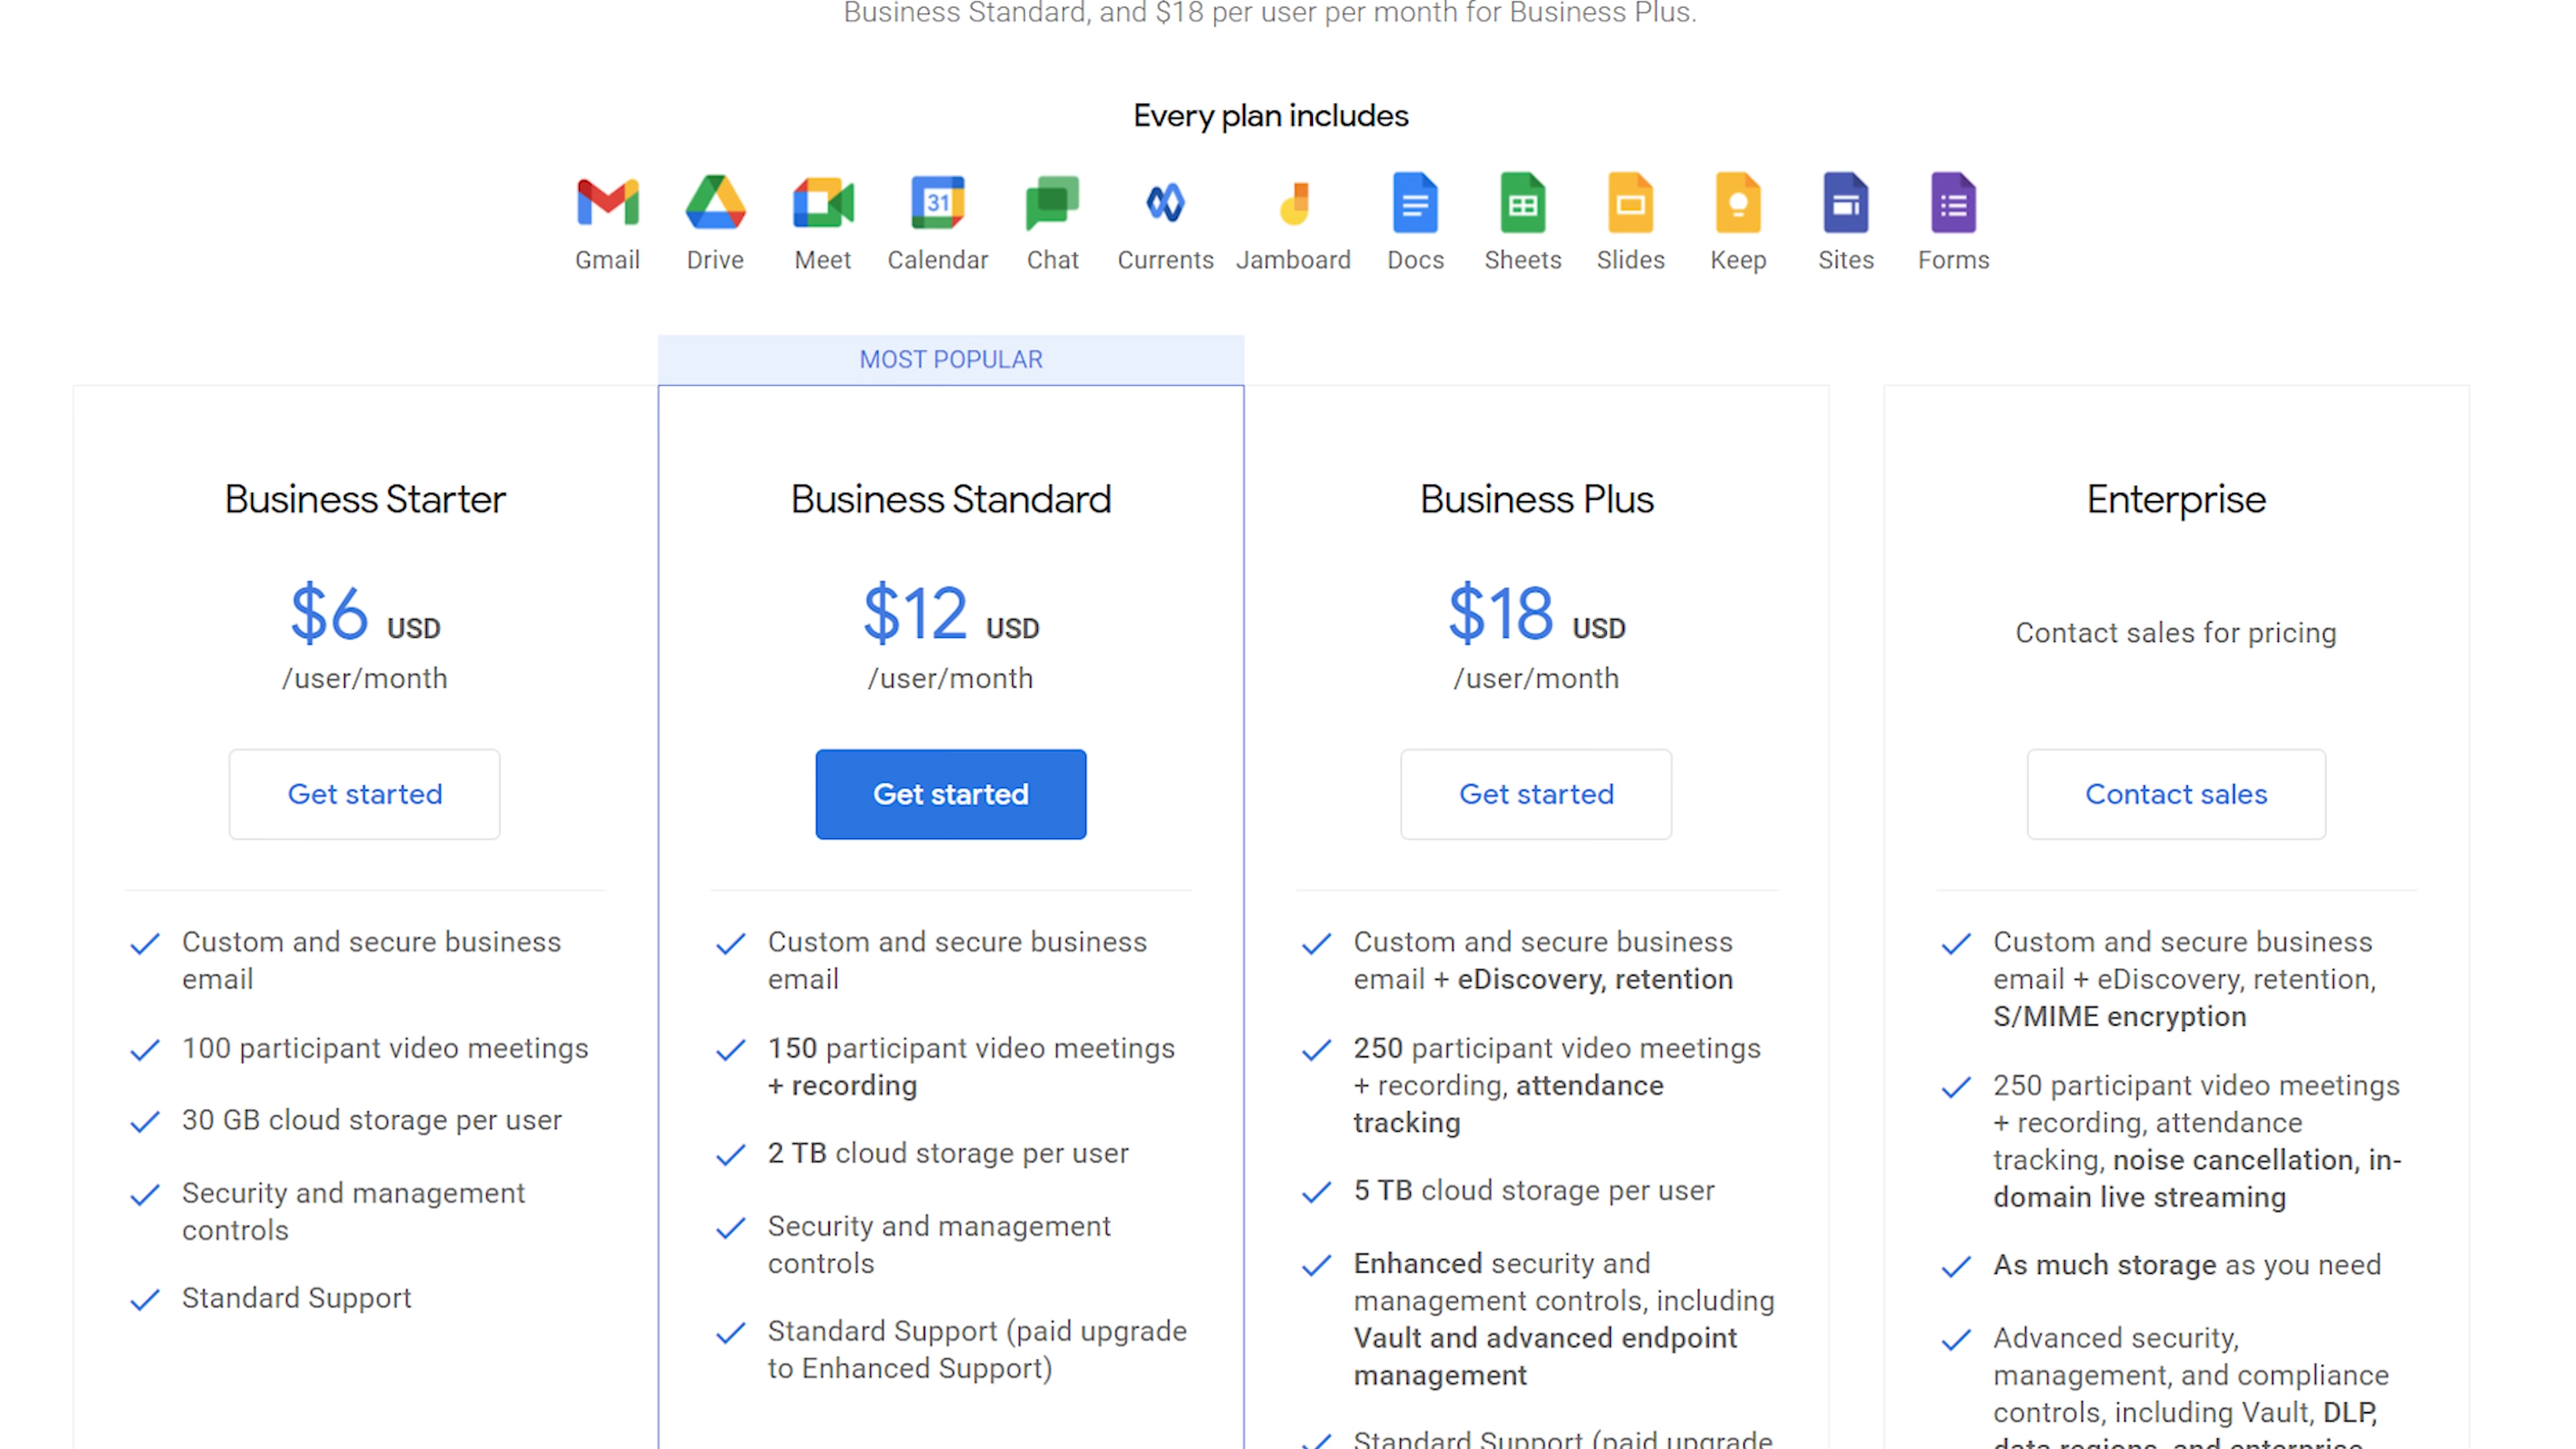 Business Standard, and $18 per user per month for Business Plus.
Every plan includes
31
Gmail Drive Meet Calendar Chat Currents Jamboard Docs Sheets Slides Keep Sites Forms
MOST POPULAR
Business Starter
$6 USD
/user/month
Get started
Custom and secure business
email
100 participant video meetings
30 GB cloud storage per user
Security and management
controls
Standard Support
Business Standard
$12 USD
/user/month
Get started
Custom and secure business
email
150 participant video meetings
+ recording
2 TB cloud storage per user
Security and management
controls
Standard Support (paid upgrade
to Enhanced Support)
Business Plus
$18 USD
/user/month
Get started
Custom and secure business
email + eDiscovery, retention
250 participant video meetings
+ recording, attendance
tracking
5 TB cloud storage per user
Enhanced security and
management controls, including
Vault and advanced endpoint
management
Standard Support (paid upgrade
Enterprise
Contact sales for pricing
Contact sales
Custom and secure business
email + eDiscovery, retention,
S/MIME encryption
250 participant video meetings
+ recording, attendance
tracking, noise cancellation, in-
domain live streaming
As much storage as you need
Advanced security,
management, and compliance
controls, including Vault, DLP,
data regions, and enterprise